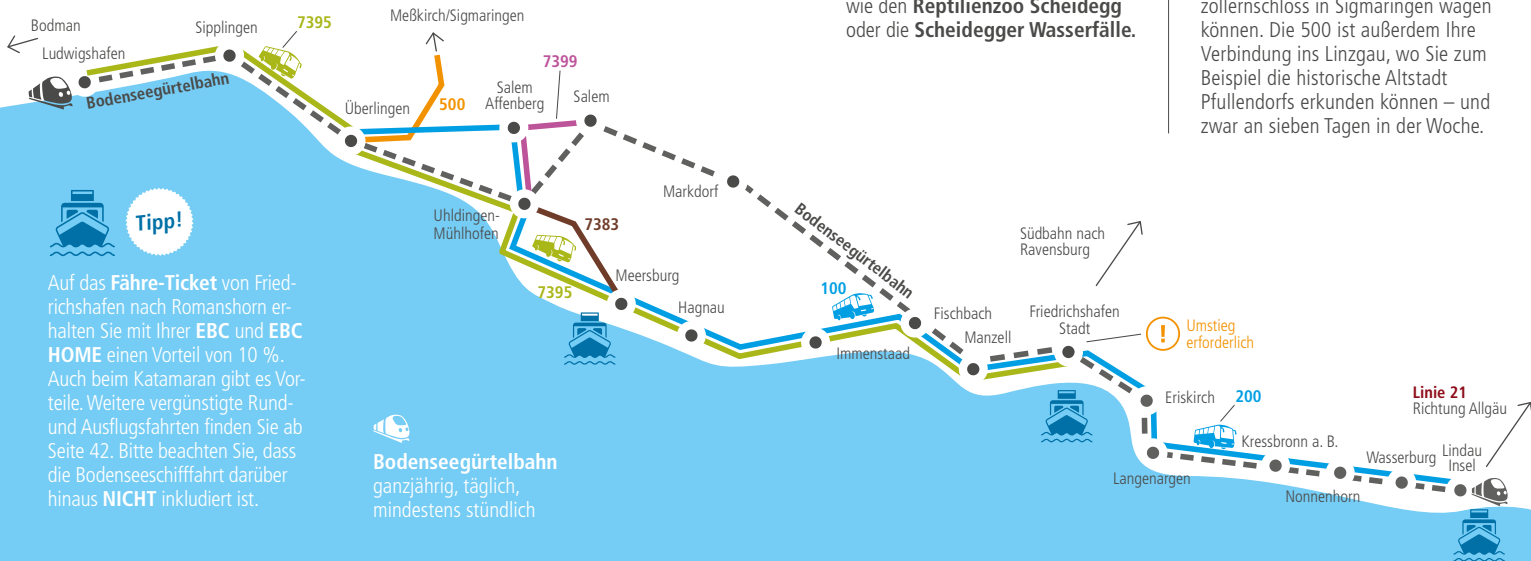 wie den Reptilienzoo Scheidegg
oder die Scheidegger Wasserfälle.
zollernschloss in Sigmaringen wagen
können. Die 500 ist außerdem Ihre
Verbindung ins Linzgau, wo Sie zum
Beispiel die historische Altstadt
Pfullendorfs erkunden können – und
zwar an sieben Tagen in der Woche.
Bodman
Ludwigshafen
Sipplingen
7395
Meßkirch/Sigmaringen
Bodenseegürtelbahn
Überlingen
500
7399
Salem
Affenberg
Salem
Markdorf
Uhldingen-
Mühlhofen
7383
7395
Meersburg
Hagnau
100
Immenstaad
Bodenseegürtelbahn
Fischbach
Manzell
Südbahn nach
Ravensburg
Friedrichshafen
Stadt
!
Umstieg
erforderlich
Eriskirch
200
Langenargen
Kressbronn a. B.
Nonnenhorn
Wasserburg
Lindau
Insel
Linie 21
Richtung Allgäu
Tipp!
Auf das Fähre-Ticket von Fried-
richshafen nach Romanshorn er-
halten Sie mit Ihrer EBC und EBC
HOME einen Vorteil von 10 %.
Auch beim Katamaran gibt es Vor-
teile. Weitere vergünstigte Rund-
und Ausflugsfahrten finden Sie ab
Seite 42. Bitte beachten Sie, dass
die Bodenseeschifffahrt darüber
hinaus NICHT inkludiert ist.
Bodenseegürtelbahn
ganzjährig, täglich,
mindestens stündlich